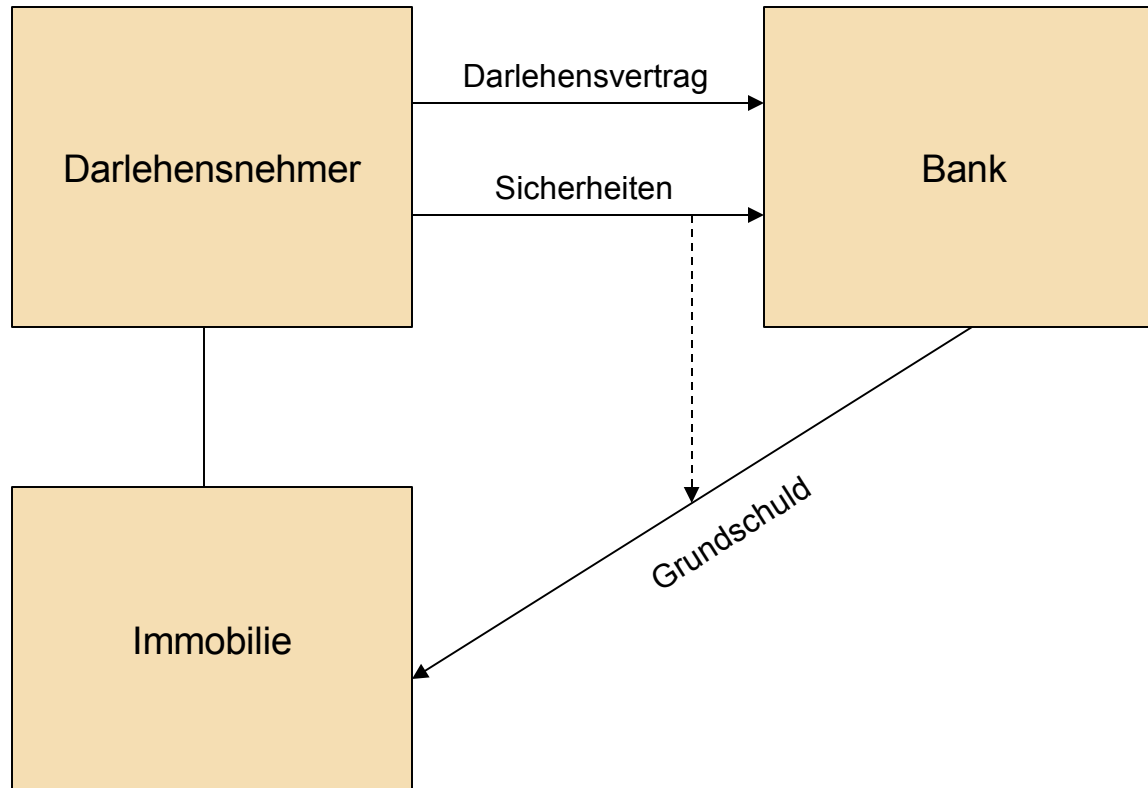 Darlehensvertrag
Darlehensnehmer
Bank
Sicherheiten
Grundschuld
Immobilie